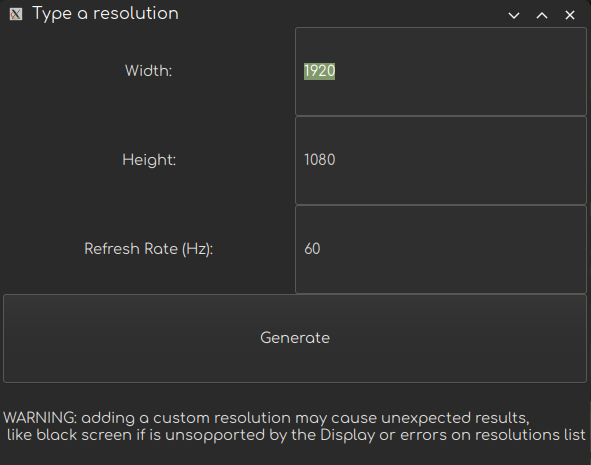 Type a resolution
Width: 1920
Height: 1080
Refresh Rate (Hz): 60
Generate
WARNING: adding a custom resolution may cause unexpected results,
like black screen if is unsopported by the Display or errors on resolutions list